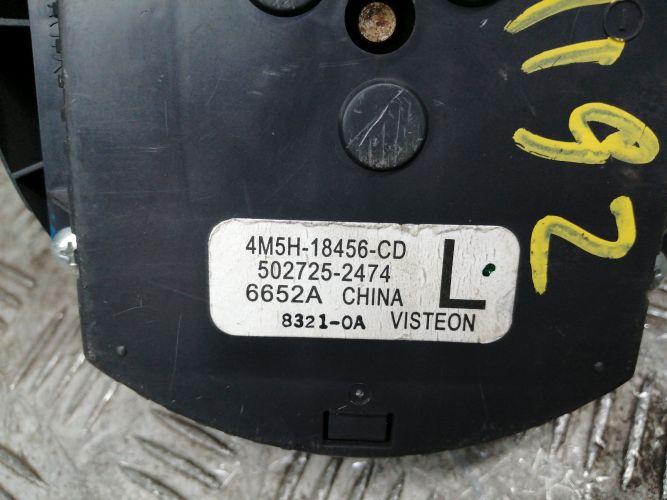 4M5H-18456-CD
502725-2474
6652A CHINA
8321-0A VISTEON
L
1192